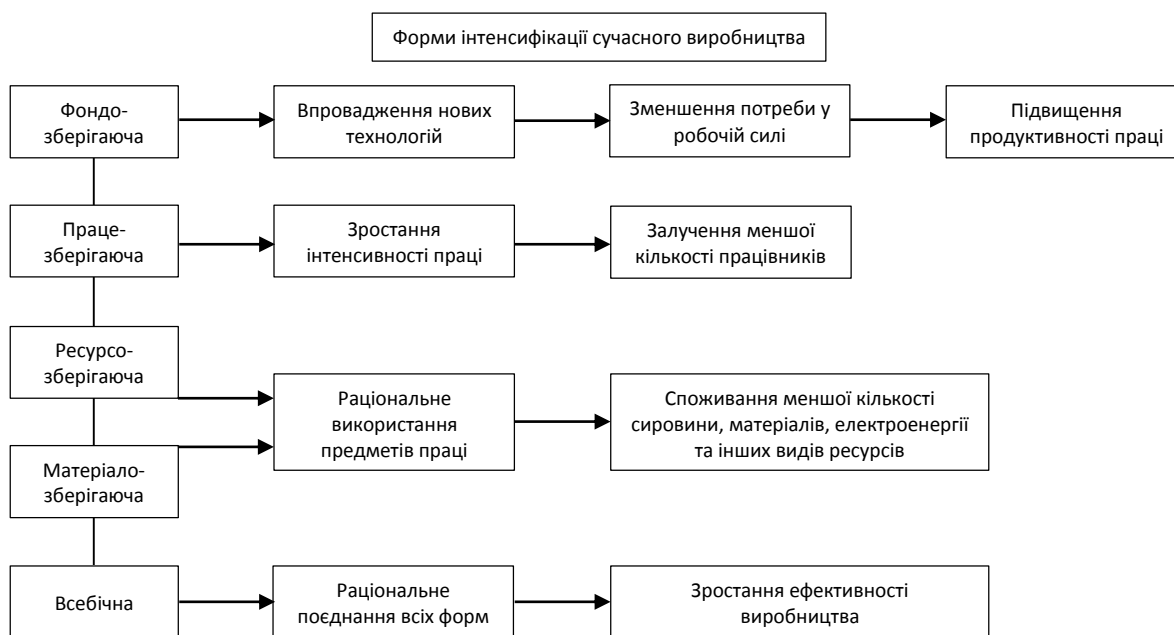 Форми інтенсифікації сучасного виробництва
Фондо-
зберігаюча
Впровадження нових
технологій
Зменшення потреби у
робочій силі
Підвищення
продуктивності праці
Праце-
зберігаюча
Зростання
інтенсивності праці
Залучення меншої
кількості працівників
Ресурсо-
зберігаюча
Раціональне
використання
предметів праці
Споживання меншої кількості
сировини, матеріалів, електроенергії
та інших видів ресурсів
Матеріало-
зберігаюча
Всебічна
Раціональне
поєднання всіх форм
Зростання ефективності
виробництва